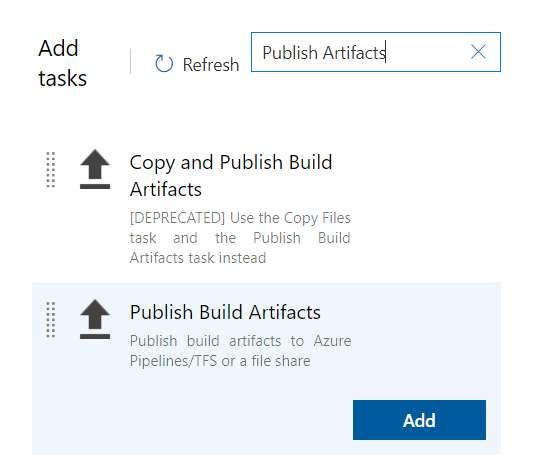 Add
tasks
Refresh
Publish Artifacts
Copy and Publish Build
Artifacts
[DEPRECATED] Use the Copy Files
task and the Publish Build
Artifacts task instead
Publish Build Artifacts
Publish build artifacts to Azure
Pipelines/TFS or a file share
Add